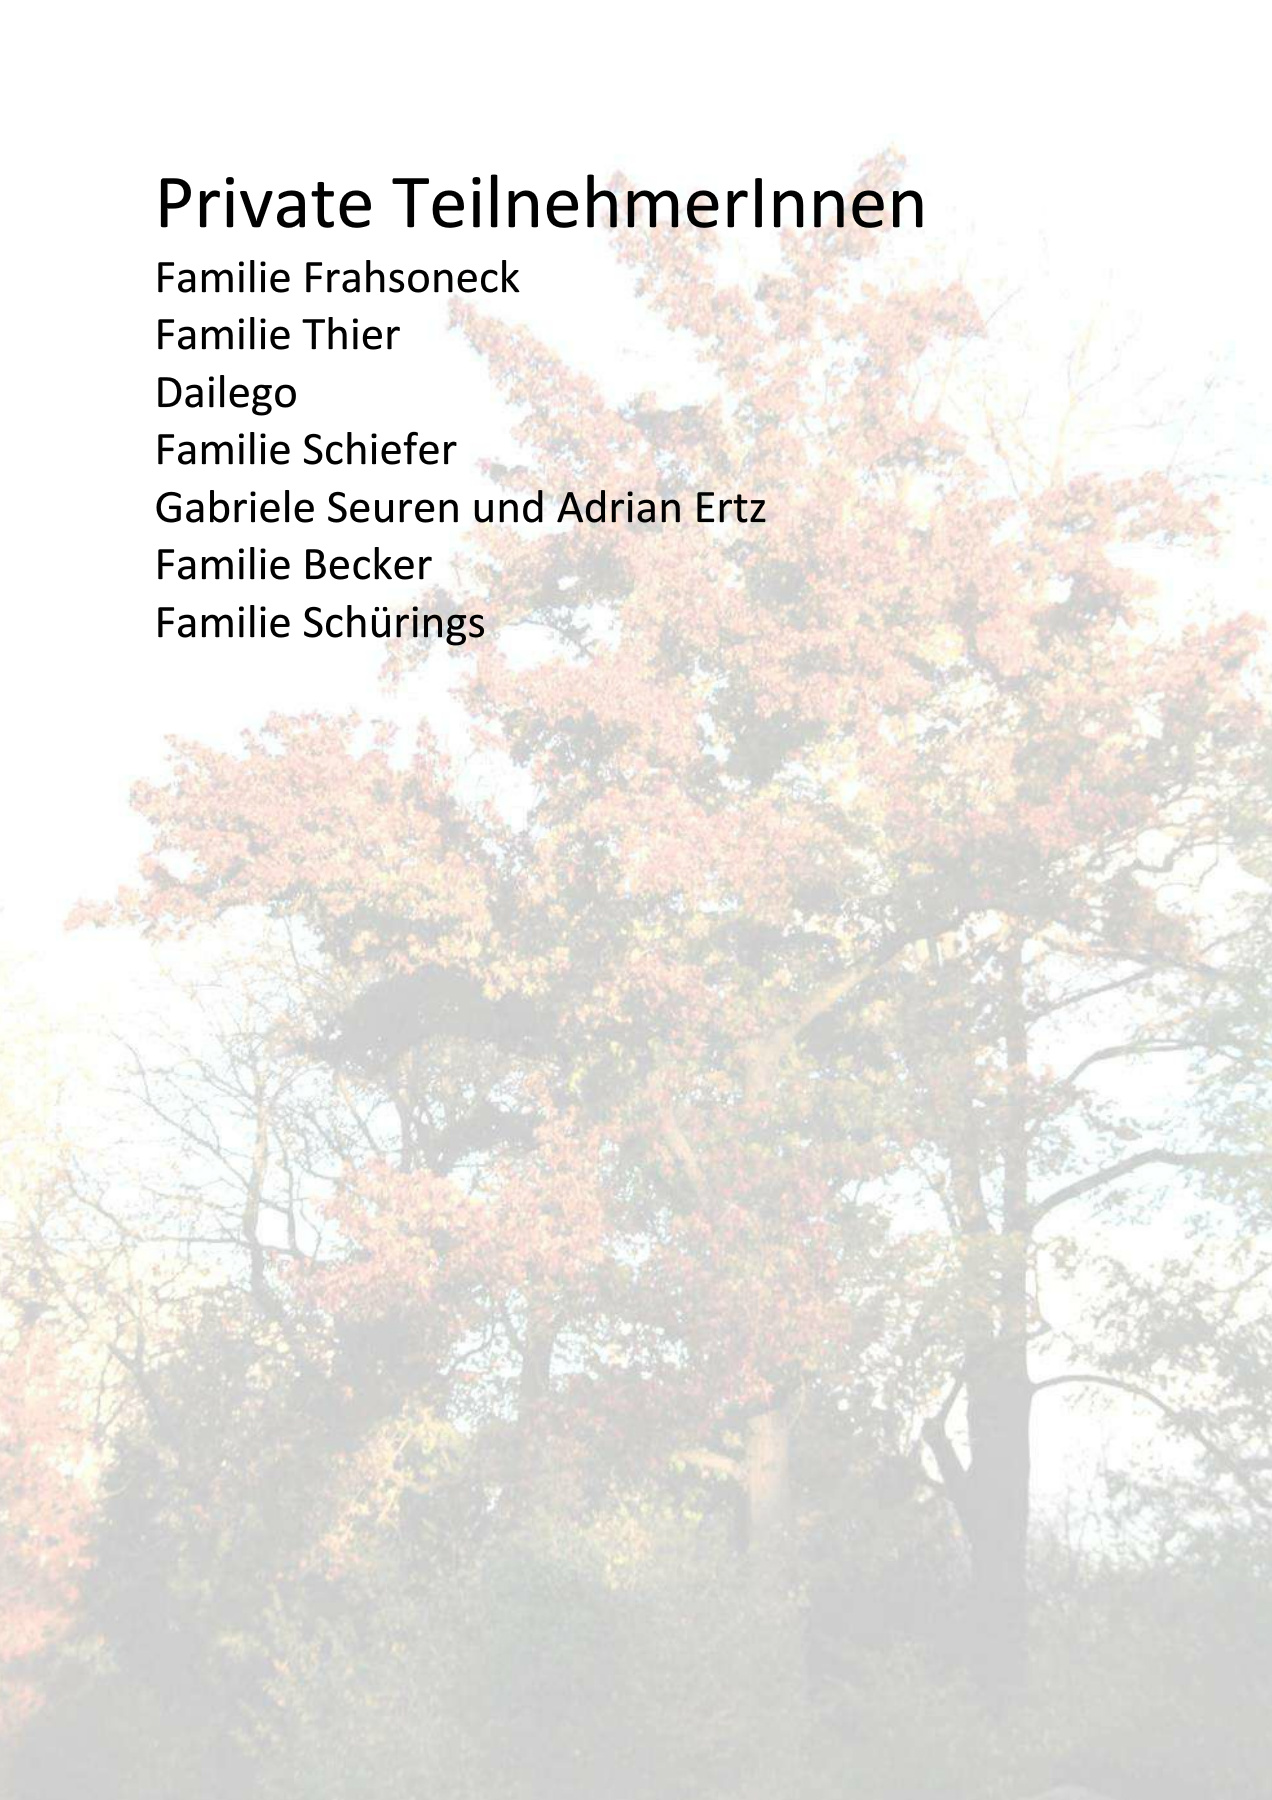 Private TeilnehmerInnen
Familie Frahsoneck
Familie Thier
Dailego
Familie Schiefer
Gabriele Seuren und Adrian Ertz
Familie Becker
Familie Schürings